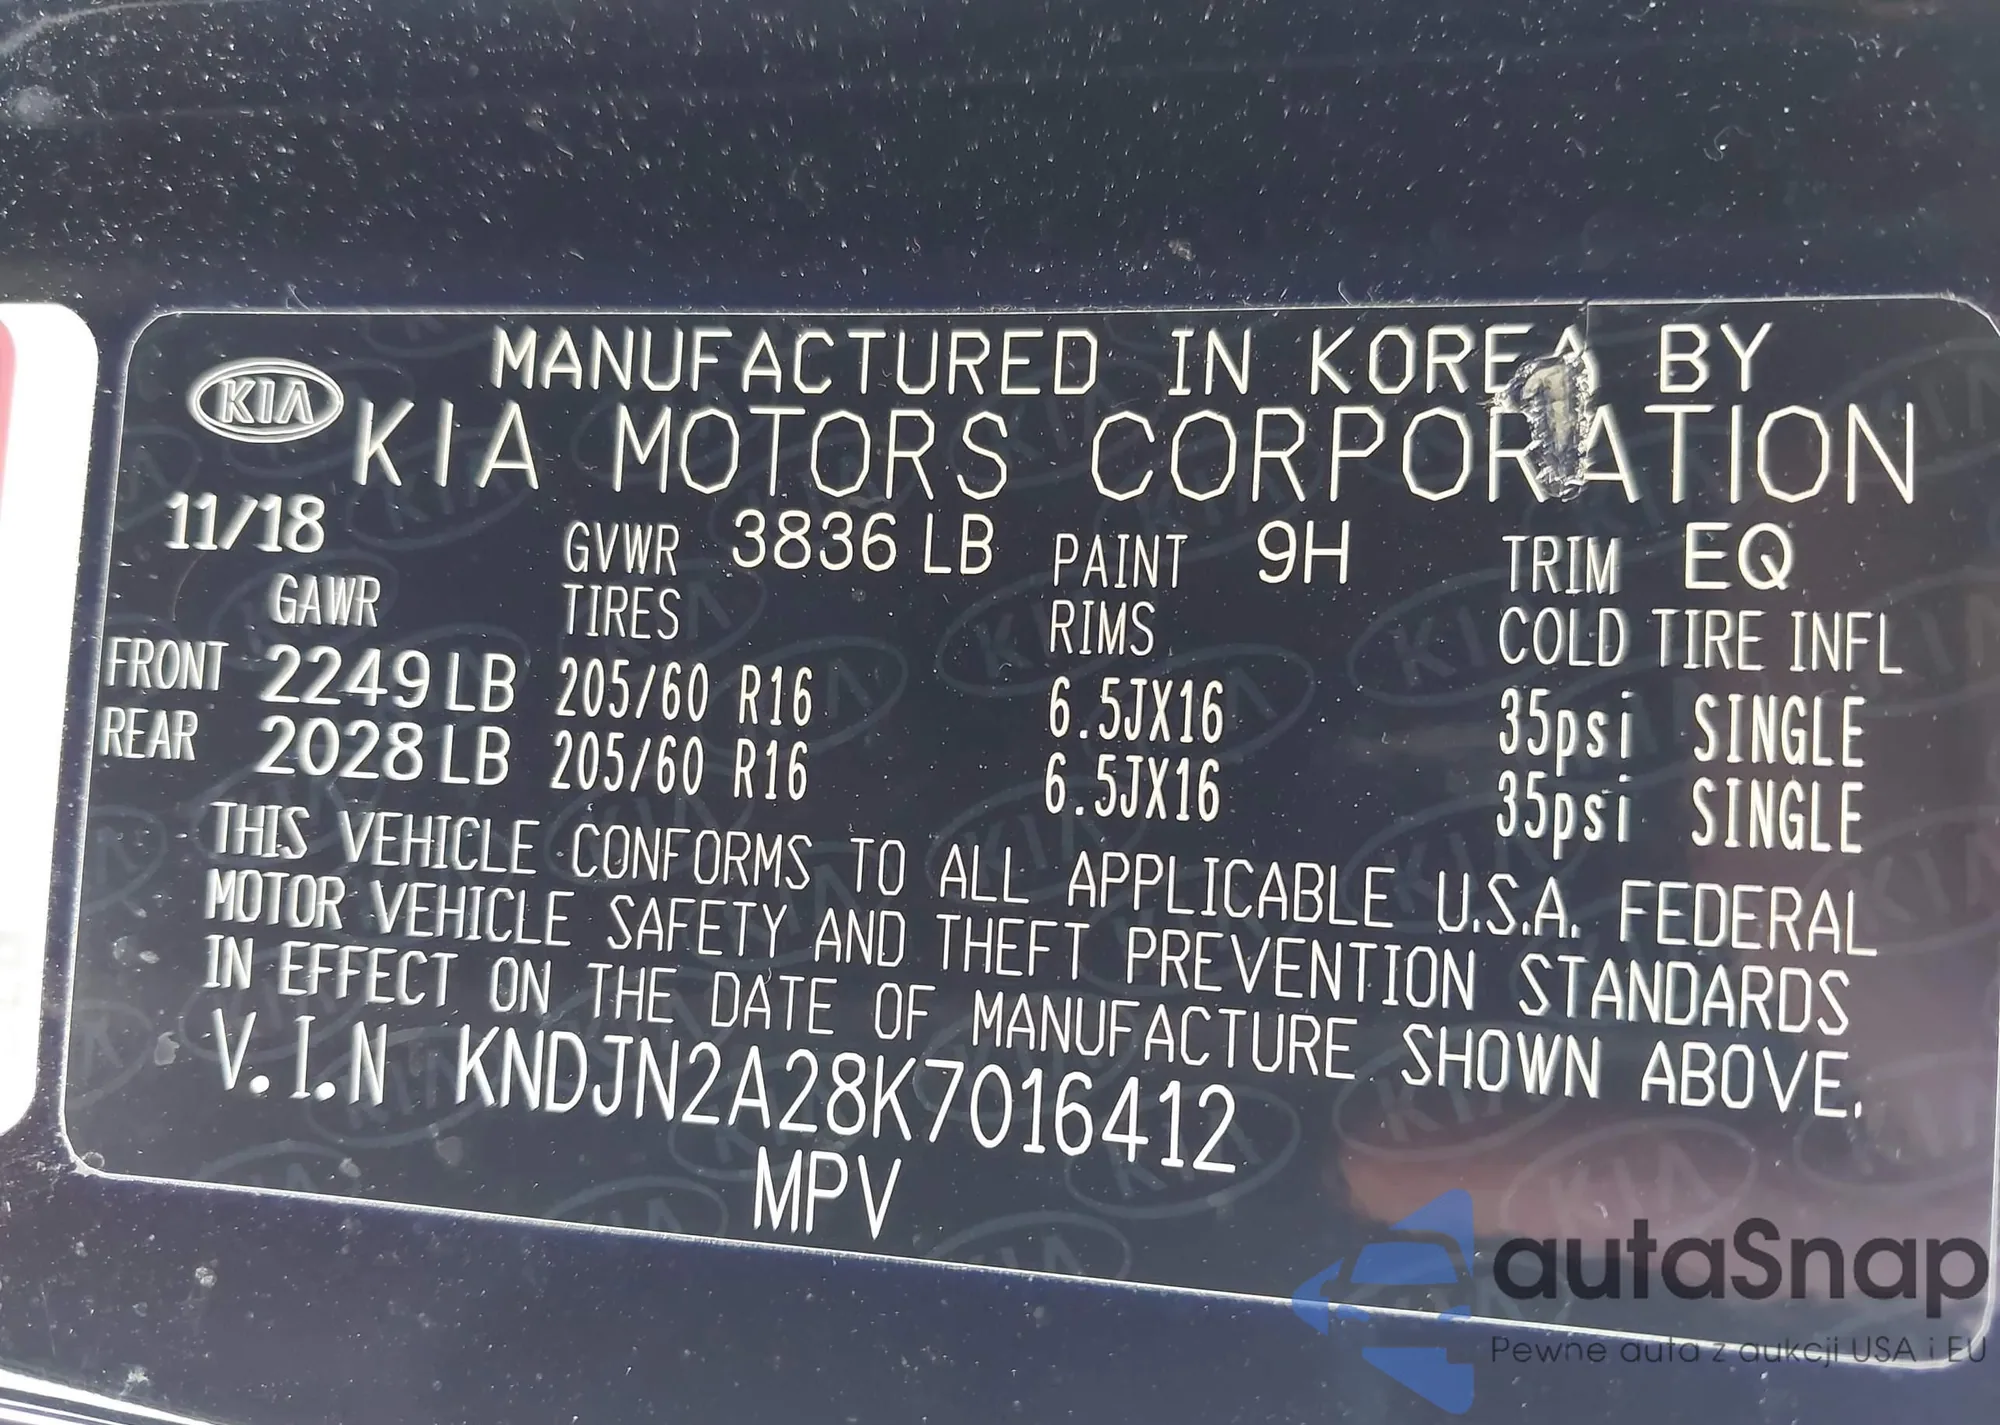 MANUFACTURED IN KOREA BY
KIA KIA MOTORS CORPORATION
11/18 GVWR 3836 LB PAINT 9H TRIM EQ
GAWR TIRES RIMS COLD TIRE INFL
FRONT 2249 LB 205/60 R16 6.5JX16 35psi SINGLE
REAR 2028 LB 205/60 R16 6.5JX16 35psi SINGLE
THIS VEHICLE CONFORMS TO ALL APPLICABLE U.S.A. FEDERAL
MOTOR VEHICLE SAFETY AND THEFT PREVENTION STANDARDS
IN EFFECT ON THE DATE OF MANUFACTURE SHOWN ABOVE.
V.I.N KNDJN2A28K7016412
MPV
autaSnap
Pewne auta z aukcji USA i EU